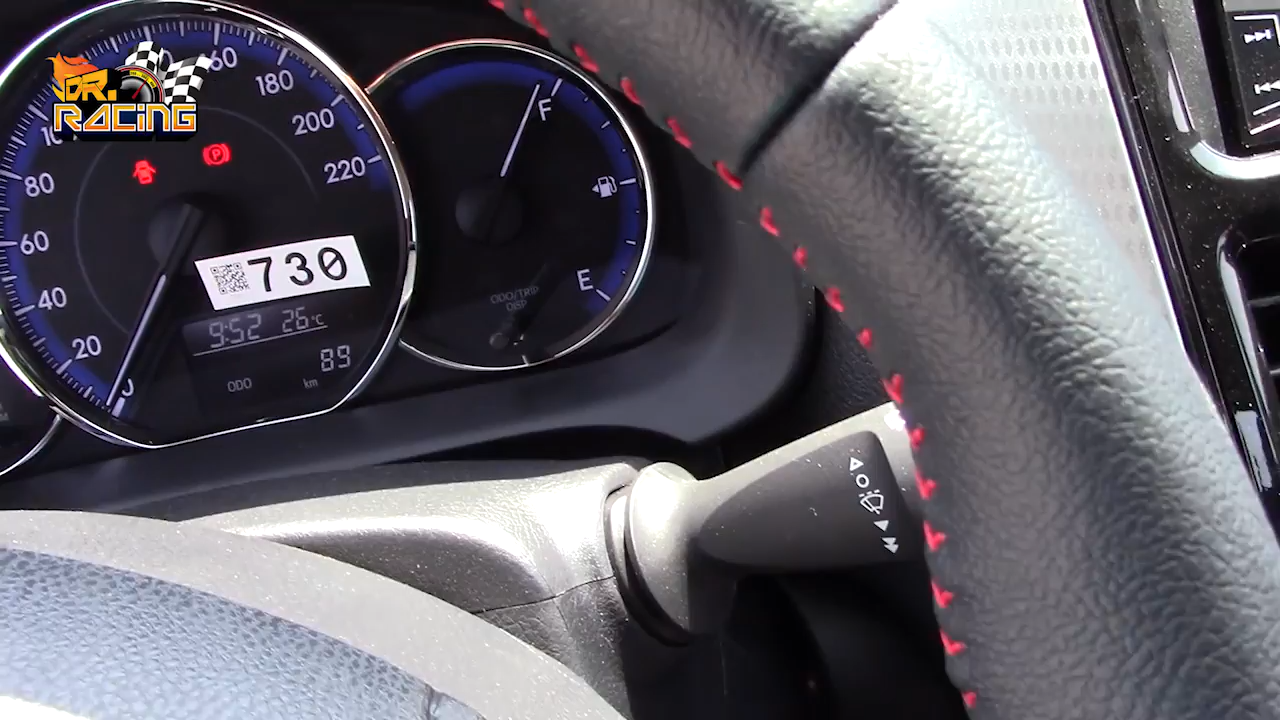 DR.
RACING
160
180
200
220
80
60
40
20
730
9:52 26°C
89
ODO km
F
E
ODO/TRIP
DISP